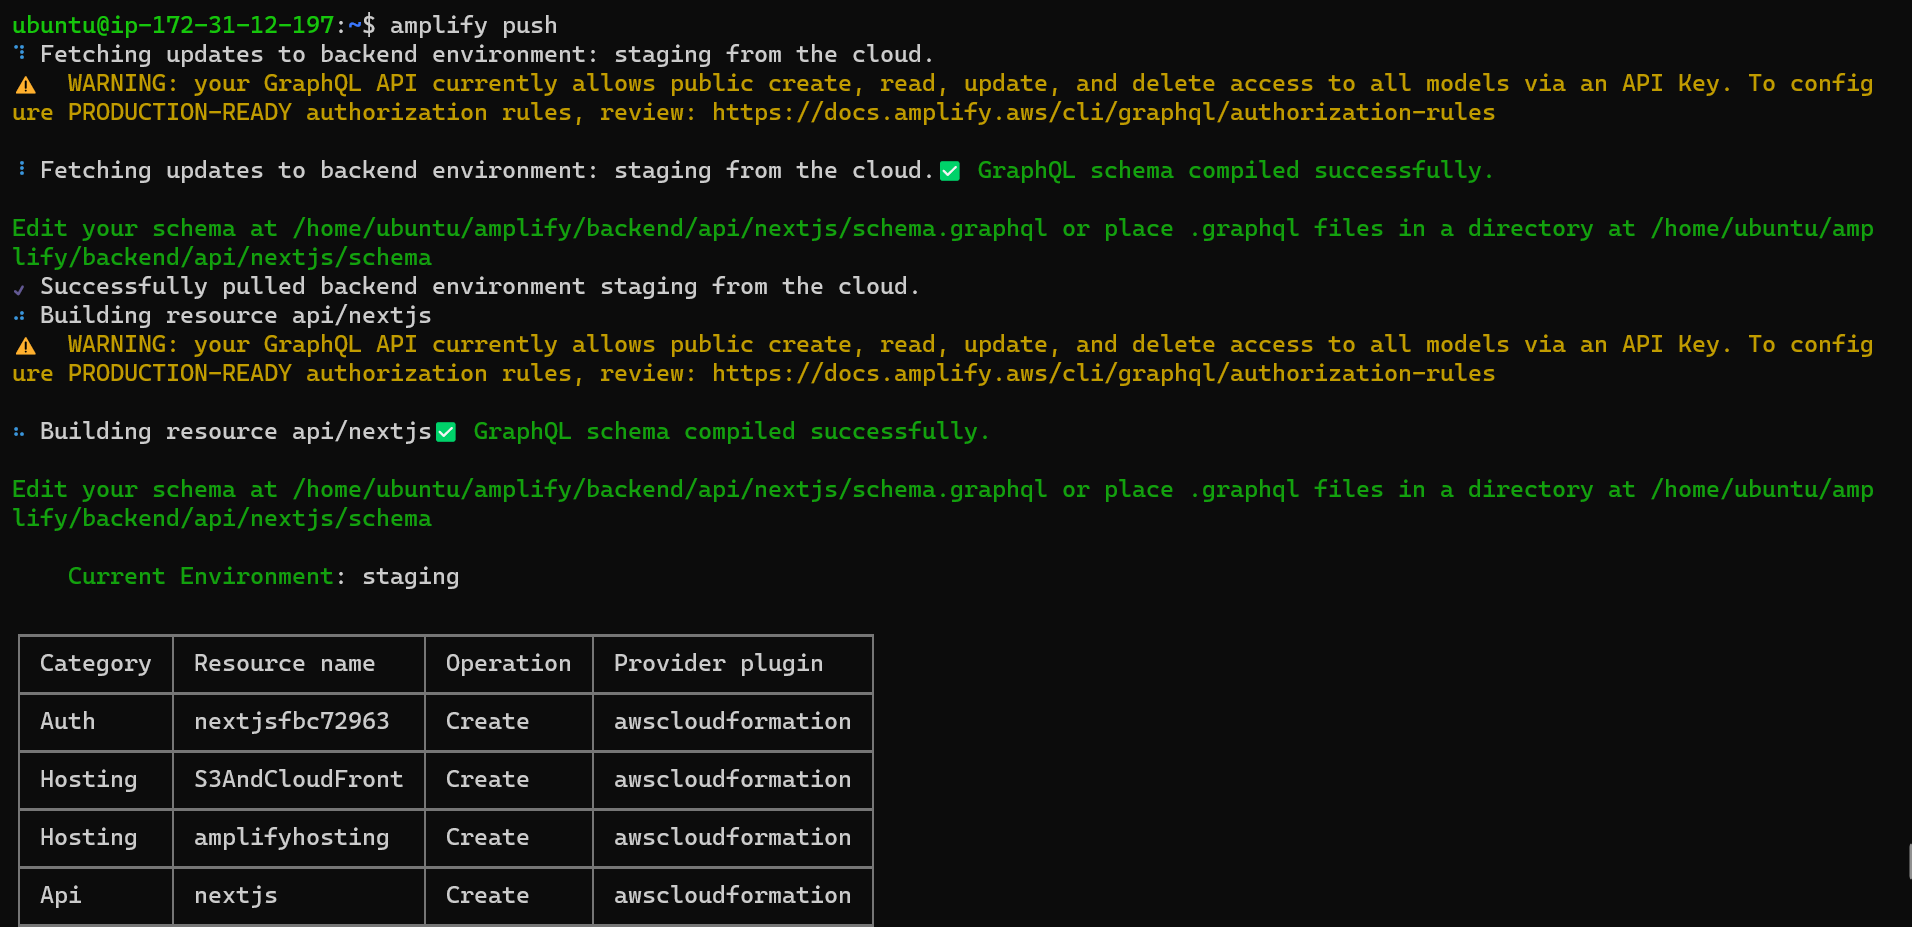 ubuntu@ip-172-31-12-197:~$ amplify push
⠹ Fetching updates to backend environment: staging from the cloud.
⚠️  WARNING: your GraphQL API currently allows public create, read, update, and delete access to all models via an API Key. To config
ure PRODUCTION-READY authorization rules, review: https://docs.amplify.aws/cli/graphql/authorization-rules
⠸ Fetching updates to backend environment: staging from the cloud.✅ GraphQL schema compiled successfully.
Edit your schema at /home/ubuntu/amplify/backend/api/nextjs/schema.graphql or place .graphql files in a directory at /home/ubuntu/amp
lify/backend/api/nextjs/schema
✔ Successfully pulled backend environment staging from the cloud.
⠴ Building resource api/nextjs
⚠️  WARNING: your GraphQL API currently allows public create, read, update, and delete access to all models via an API Key. To config
ure PRODUCTION-READY authorization rules, review: https://docs.amplify.aws/cli/graphql/authorization-rules
⠦ Building resource api/nextjs✅ GraphQL schema compiled successfully.
Edit your schema at /home/ubuntu/amplify/backend/api/nextjs/schema.graphql or place .graphql files in a directory at /home/ubuntu/amp
lify/backend/api/nextjs/schema
Current Environment: staging
Category Resource name Operation Provider plugin
Auth nextjsfbc72963 Create awscloudformation
Hosting S3AndCloudFront Create awscloudformation
Hosting amplifyhosting Create awscloudformation
Api nextjs Create awscloudformation